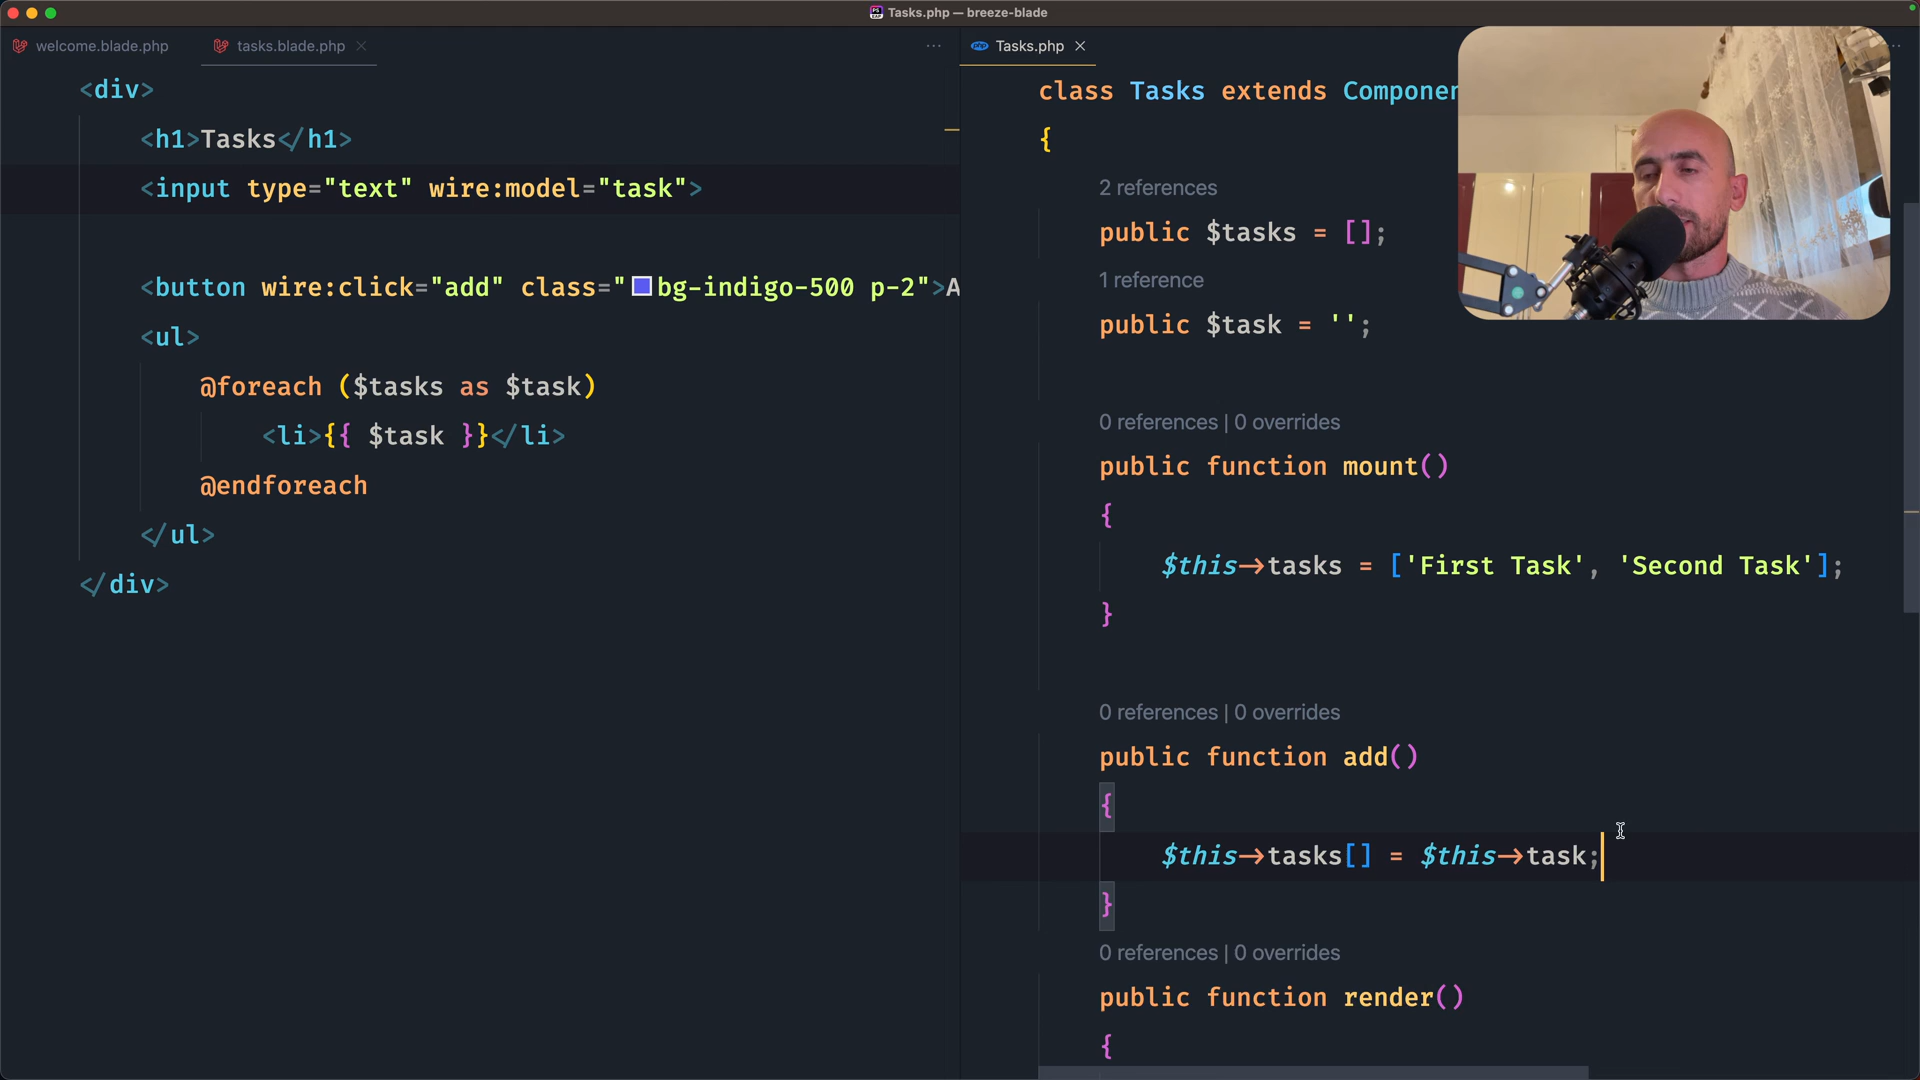 Tasks.php — breeze-blade
welcome.blade.php
tasks.blade.php
<div>
<h1>Tasks</h1>
<input type="text" wire:model="task">
<button wire:click="add" class="bg-indigo-500 p-2">A
<ul>
@foreach ($tasks as $task)
<li>{{ $task }}</li>
@endforeach
</ul>
</div>
Tasks.php
class Tasks extends Componen
{
2 references
public $tasks = [];
1 reference
public $task = '';
0 references | 0 overrides
public function mount()
{
$this->tasks = ['First Task', 'Second Task'];
}
0 references | 0 overrides
public function add()
{
$this->tasks[] = $this->task;
}
0 references | 0 overrides
public function render()
{